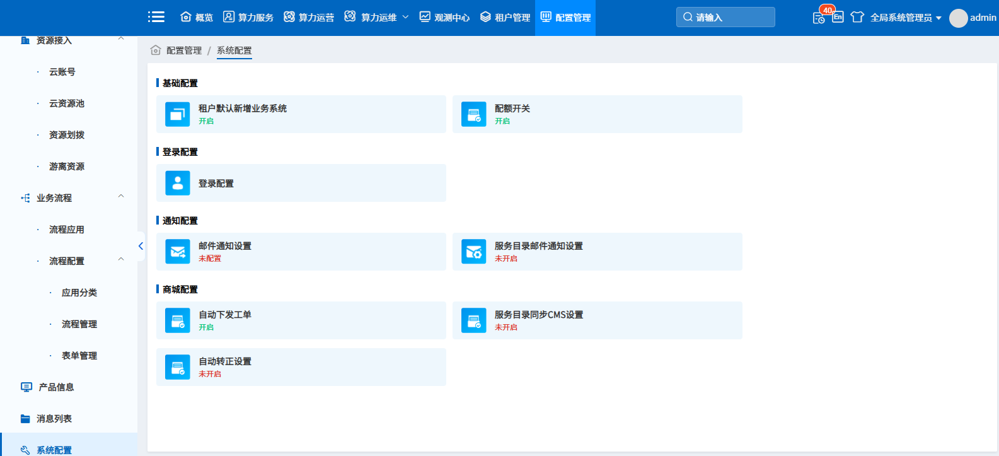 概览 算力服务 算力运营 算力运维 观测中心 租户管理 配置管理 请输入 40 En 全局系统管理员 admin
资源接入
云账号
云资源池
资源划拨
游离资源
业务流程
流程应用
流程配置
应用分类
流程管理
表单管理
产品信息
消息列表
系统配置
配置管理 / 系统配置
基础配置
租户默认新增业务系统
开启
配额开关
开启
登录配置
登录配置
通知配置
邮件通知设置
未配置
服务目录邮件通知设置
未开启
商城配置
自动下发工单
开启
服务目录同步CMS设置
未开启
自动转正设置
未开启